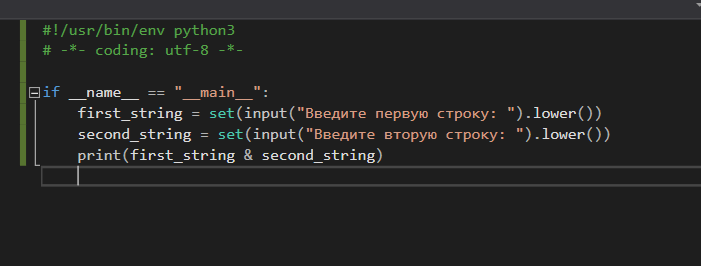 #!/usr/bin/env python3
# -*- coding: utf-8 -*-
if __name__ == "__main__":
first_string = set(input("Введите первую строку: ").lower())
second_string = set(input("Введите вторую строку: ").lower())
print(first_string & second_string)